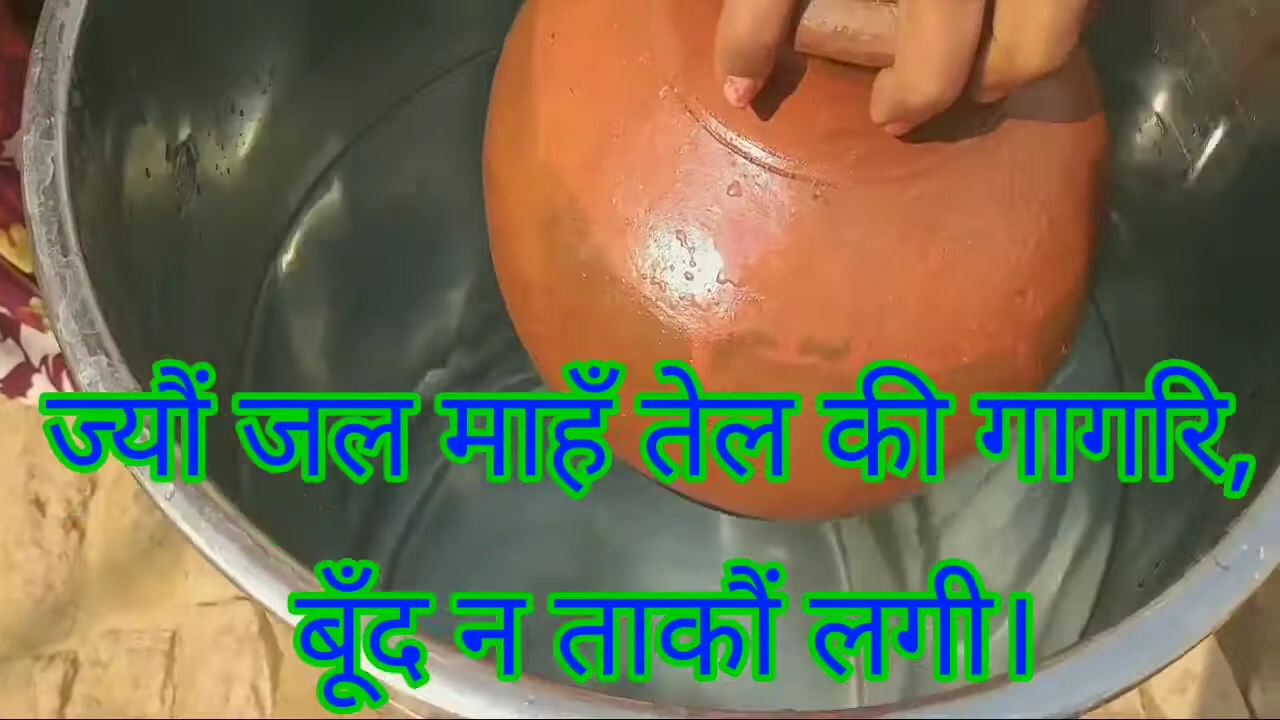 ज्यौं जल माहँ तेल की गागरि,
बूँद न ताकौं लगी।